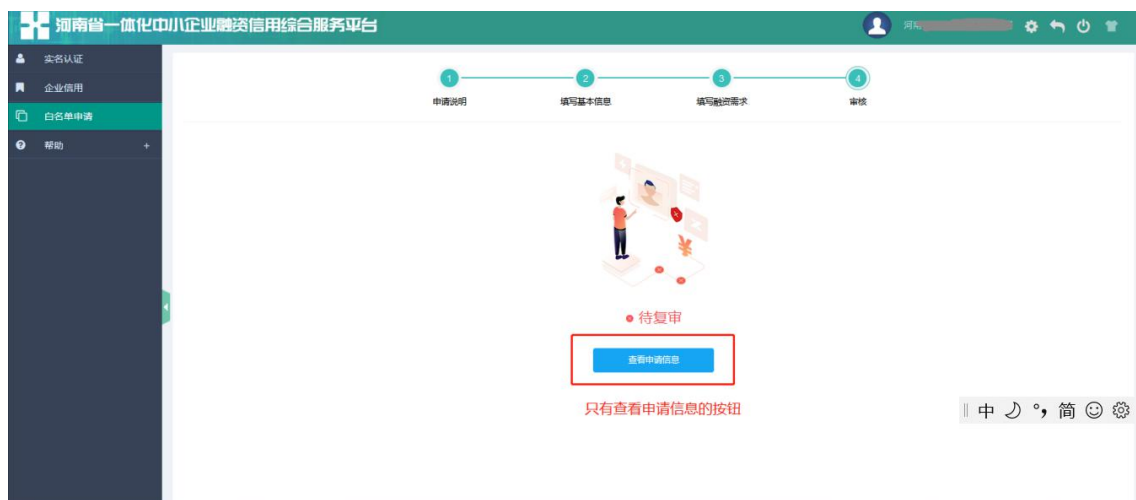 河南省一体化中小企业融资信用综合服务平台
实名认证
企业信用
白名单申请
帮助 +
1 2 3 4
申请说明 填写基本信息 填写融资需求 审核
¥
待复审
查看申请信息
只有查看申请信息的按钮
中 °, 简